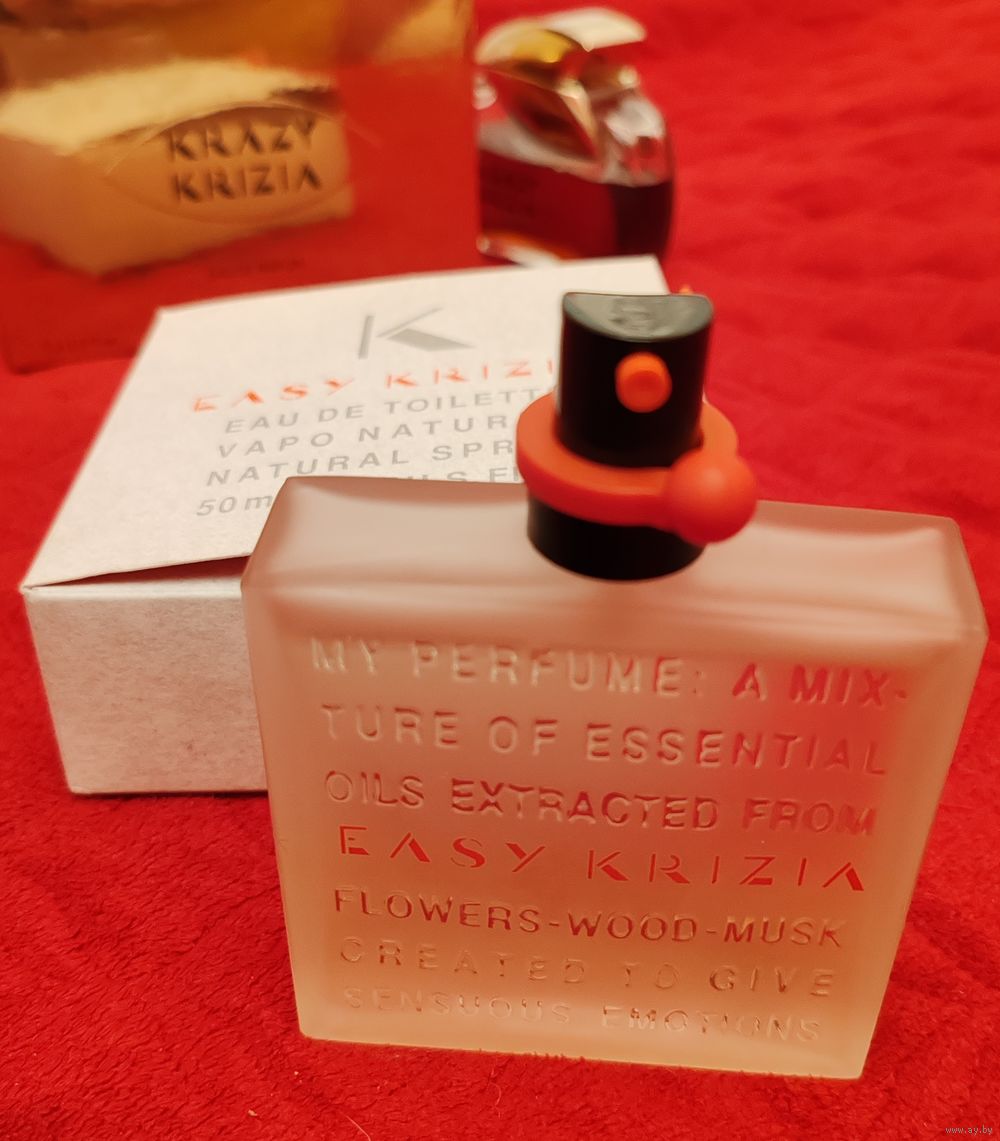 KRAZY
KRIZIA
K
EASY KRIZI
EAU DE TOILETT
VAPO NATUR
NATURAL SPR
50 m
MY PERFUME: A MIX-
TURE OF ESSENTIAL
OILS EXTRACTED FROM
EASY KRIZIA
FLOWERS-WOOD-MUSK
CREATED TO GIVE
SENSUOUS EMOTIONS
www.ay.by